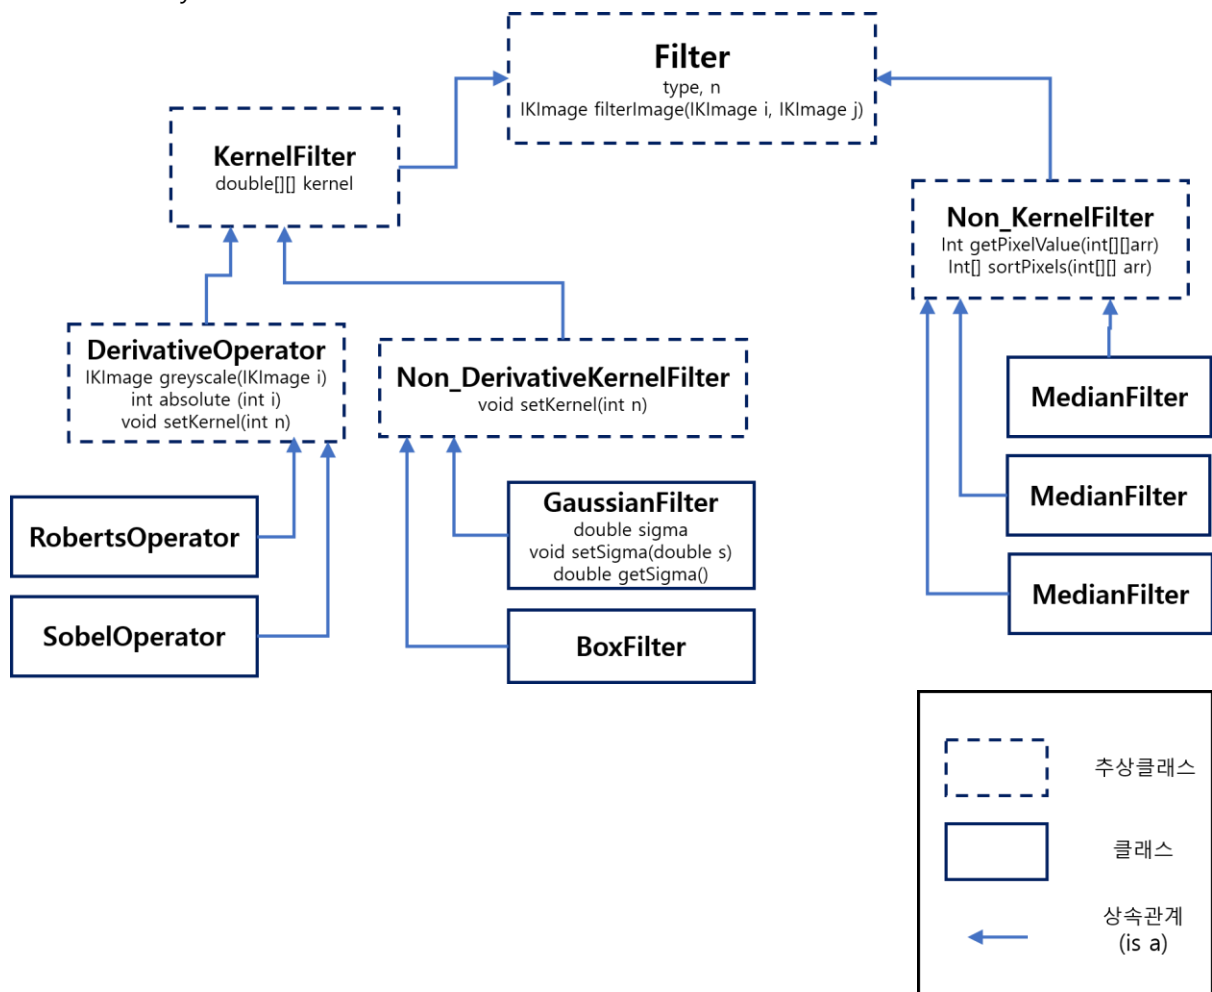 Filter
type, n
IKImage filterImage(IKImage i, IKImage j)
KernelFilter
double[][] kernel
Non_KernelFilter
Int getPixelValue(int[][]arr)
Int[] sortPixels(int[][] arr)
DerivativeOperator
IKImage greyscale(IKImage i)
int absolute (int i)
void setKernel(int n)
Non_DerivativeKernelFilter
void setKernel(int n)
MedianFilter
MedianFilter
MedianFilter
RobertsOperator
SobelOperator
GaussianFilter
double sigma
void setSigma(double s)
double getSigma()
BoxFilter
추상클래스
클래스
상속관계
(is a)